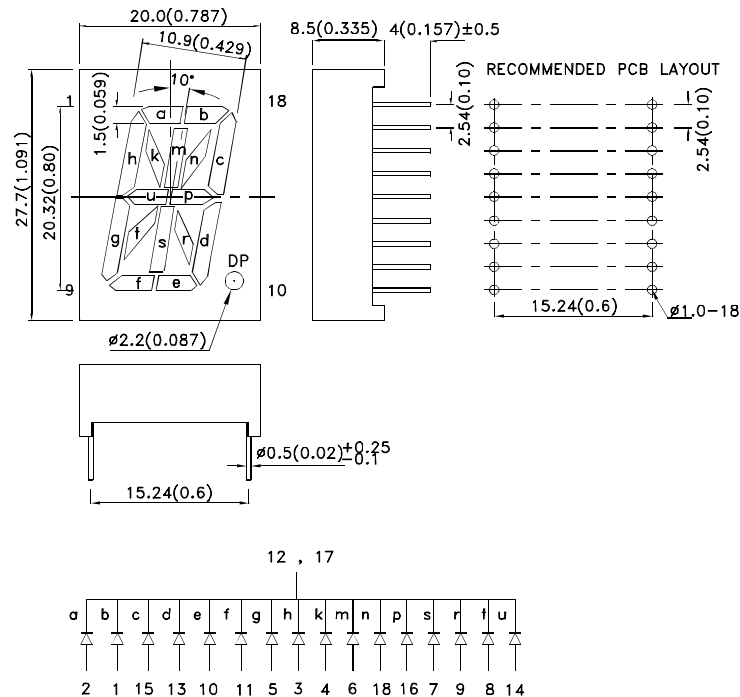 20.0(0.787)
10.9(0.429)
10°
1.5(0.059)
27.7(1.091)
20.32(0.80)
1
18
9
10
a b
h k m n c
u p
g t s r d
f e
DP
ø2.2(0.087)
8.5(0.335)
4(0.157)±0.5
2.54(0.10)
RECOMMENDED PCB LAYOUT
2.54(0.10)
15.24(0.6)
ø1.0-18
ø0.5(0.02)+0.25
-0.1
15.24(0.6)
12 , 17
a b c d e f g h k m n p s r t u
2 1 15 13 10 11 5 3 4 6 18 16 7 9 8 14